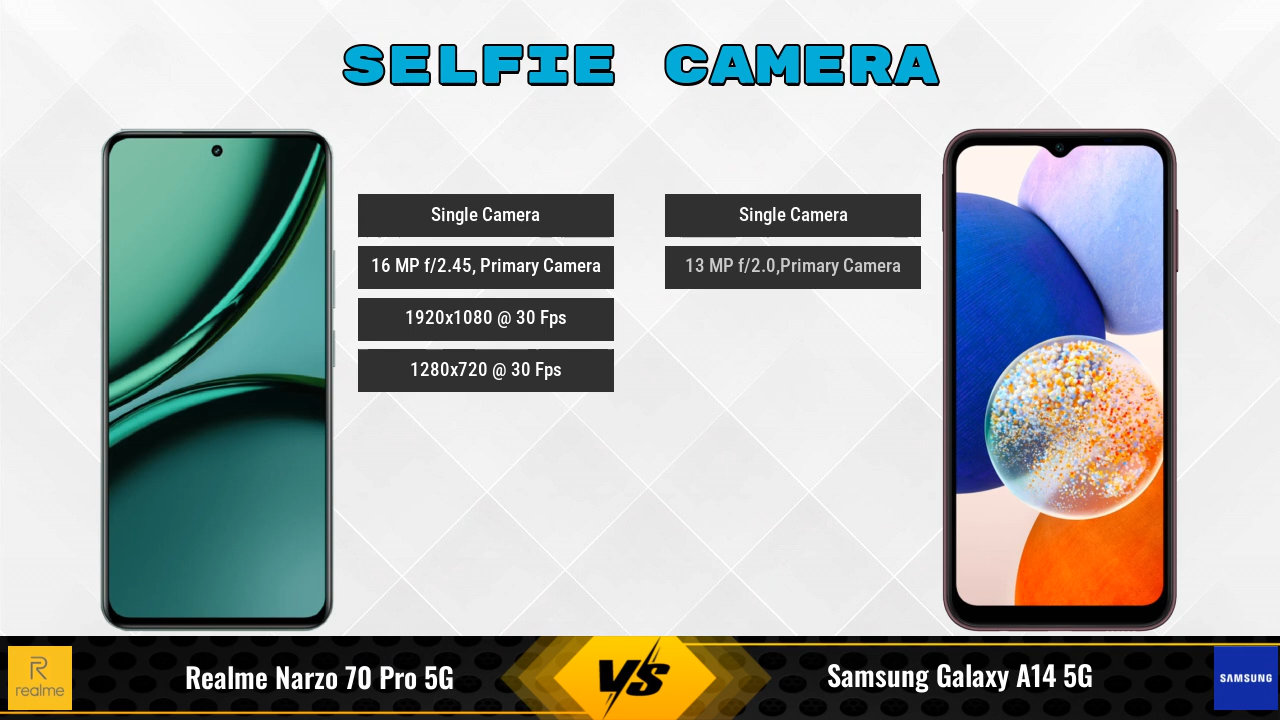 SELFIE CAMERA
Single Camera
16 MP f/2.45, Primary Camera
1920x1080 @ 30 Fps
1280x720 @ 30 Fps
Single Camera
13 MP f/2.0,Primary Camera
R
realme
Realme Narzo 70 Pro 5G
VS
Samsung Galaxy A14 5G
SAMSUNG